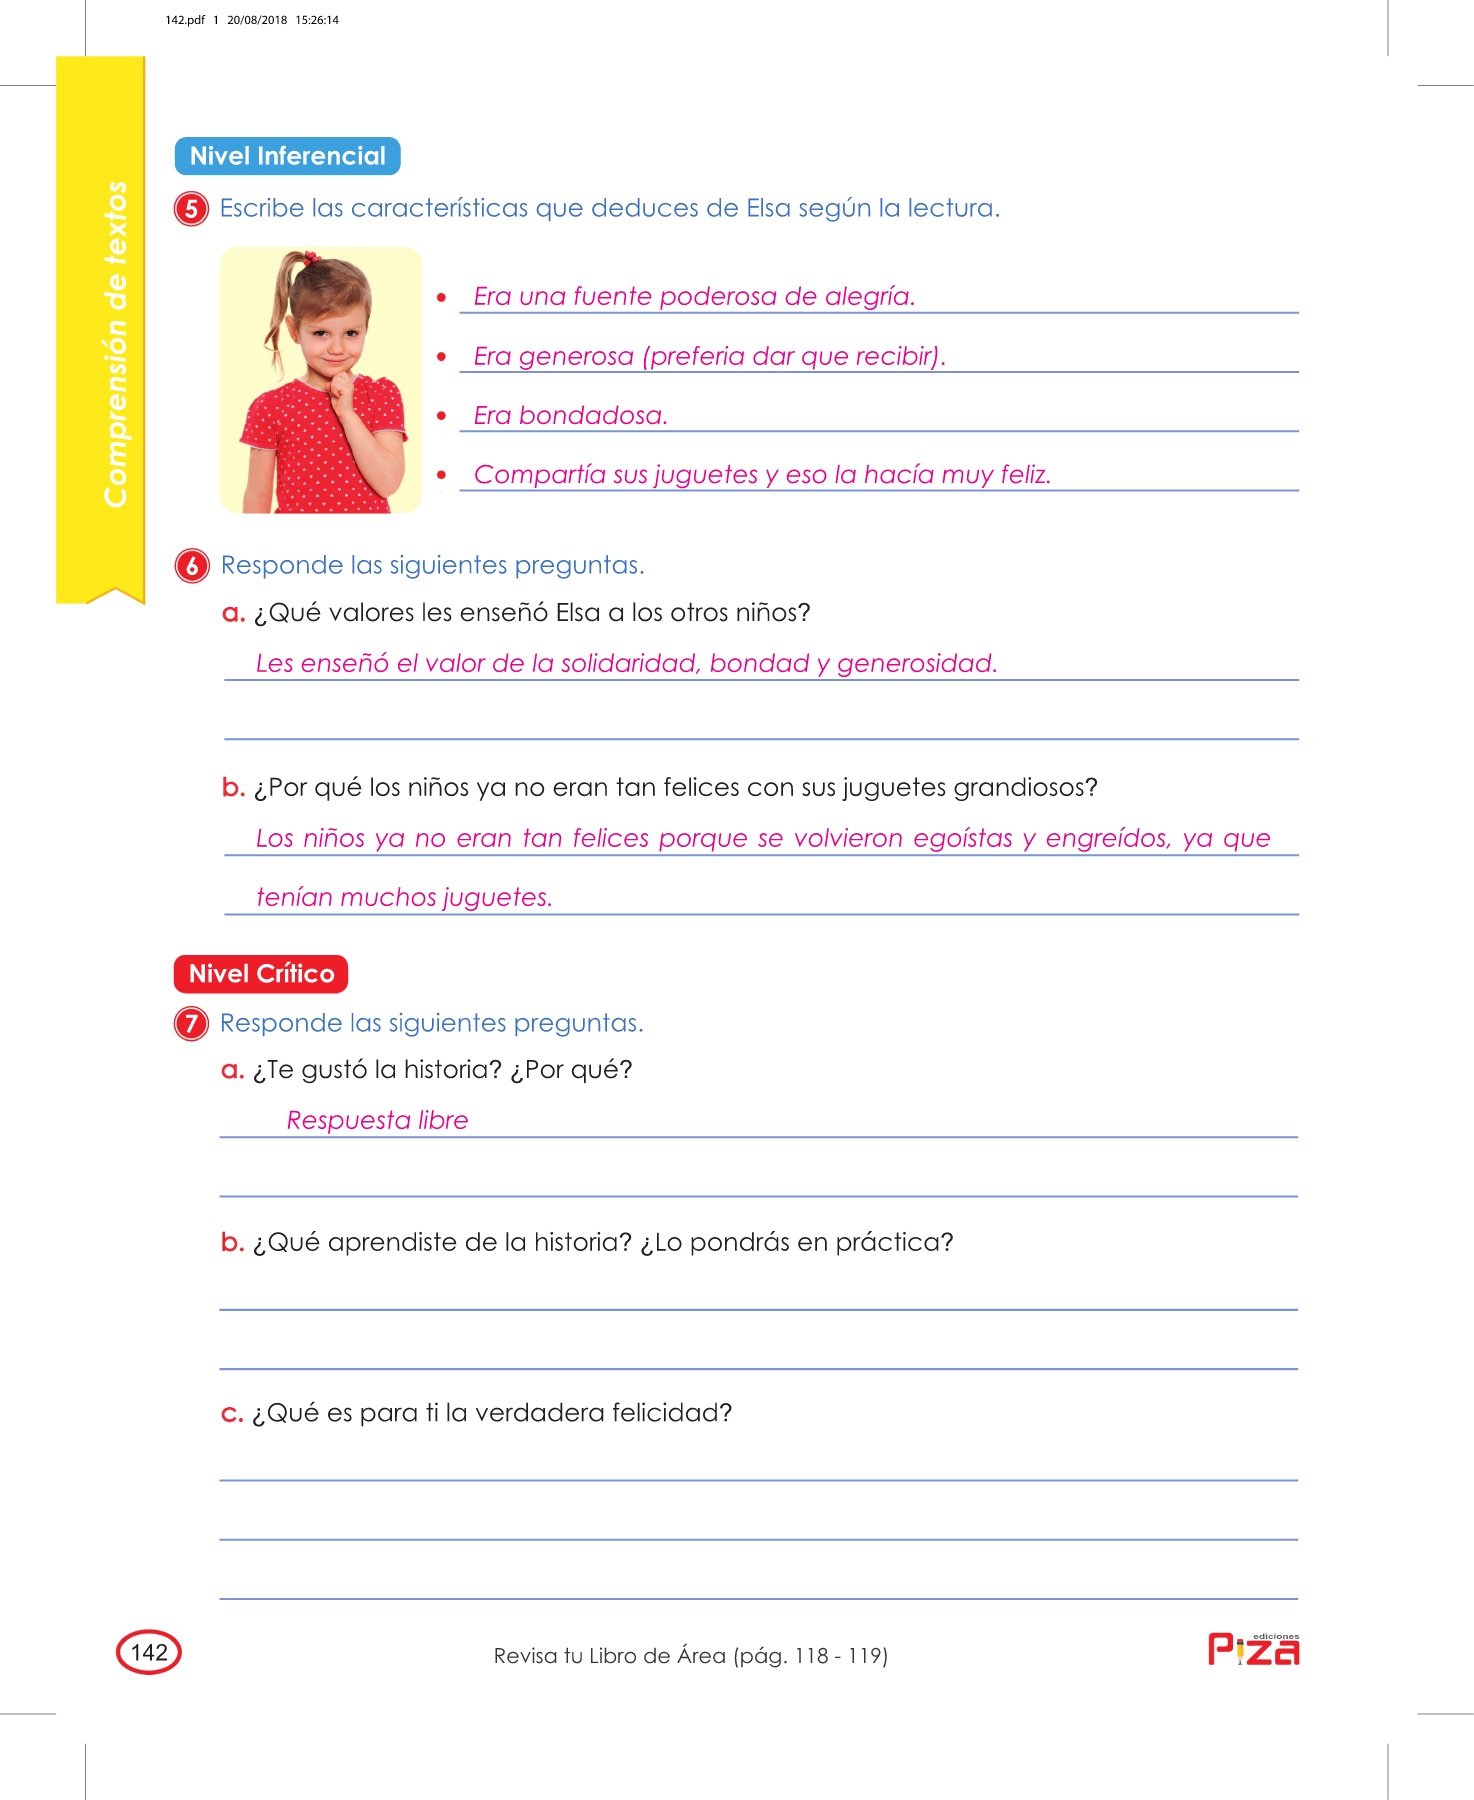 142.pdf 1 20/08/2018 15:26:14
Comprensión de textos
Nivel Inferencial
5 Escribe las características que deduces de Elsa según la lectura.
• Era una fuente poderosa de alegría.
• Era generosa (preferia dar que recibir).
• Era bondadosa.
• Compartía sus juguetes y eso la hacía muy feliz.
6 Responde las siguientes preguntas.
a. ¿Qué valores les enseñó Elsa a los otros niños?
Les enseñó el valor de la solidaridad, bondad y generosidad.
b. ¿Por qué los niños ya no eran tan felices con sus juguetes grandiosos?
Los niños ya no eran tan felices porque se volvieron egoístas y engreídos, ya que
tenían muchos juguetes.
Nivel Crítico
7 Responde las siguientes preguntas.
a. ¿Te gustó la historia? ¿Por qué?
Respuesta libre
b. ¿Qué aprendiste de la historia? ¿Lo pondrás en práctica?
c. ¿Qué es para ti la verdadera felicidad?
142
Revisa tu Libro de Área (pág. 118 - 119)
ediciones
Piza